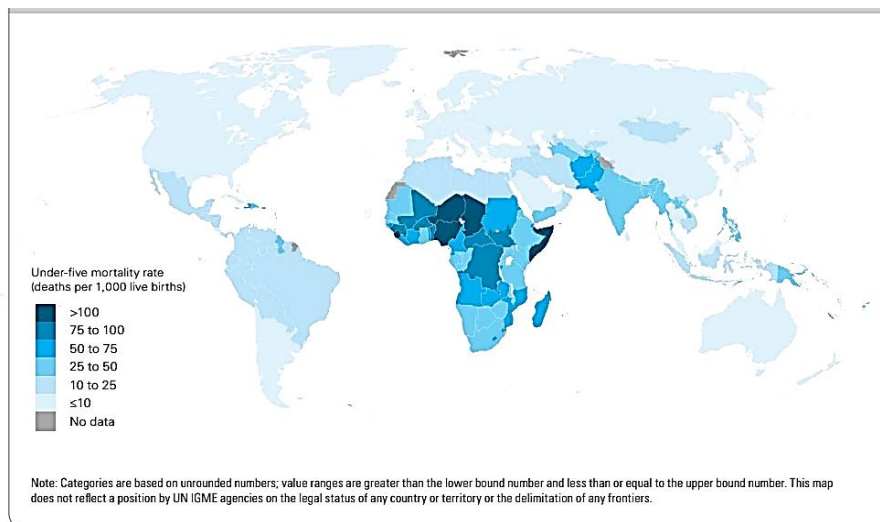 Under-five mortality rate
(deaths per 1,000 live births)
>100
75 to 100
50 to 75
25 to 50
10 to 25
≤10
No data
Note: Categories are based on unrounded numbers; value ranges are greater than the lower bound number and less than or equal to the upper bound number. This map
does not reflect a position by UN IGME agencies on the legal status of any country or territory or the delimitation of any frontiers.